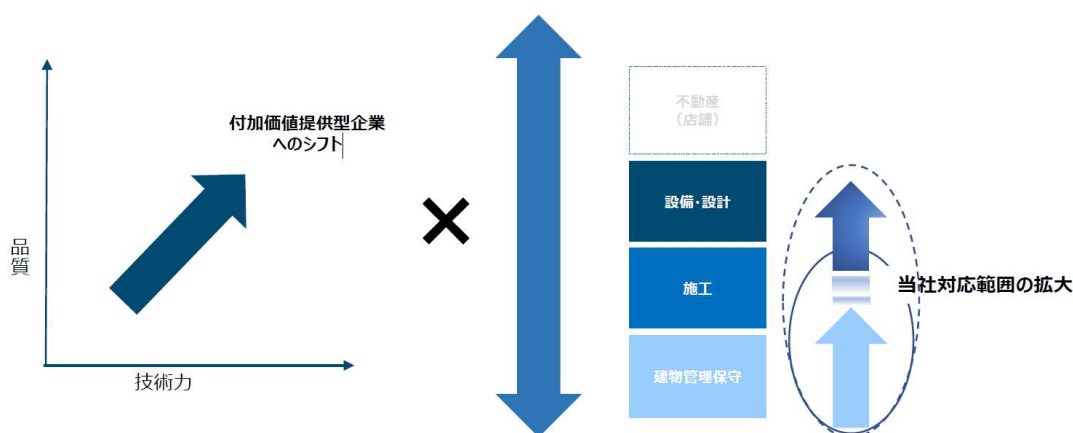 付加価値提供型企業
へのシフト
品質
技術力
不動産
(店舗)
設備・設計
施工
建物管理保守
当社対応範囲の拡大